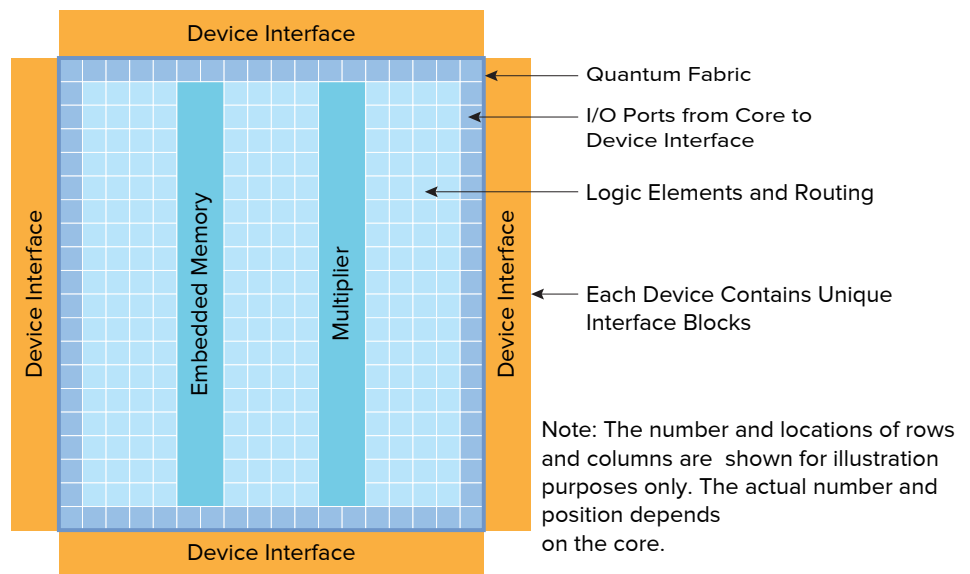 Device Interface
Quantum Fabric
I/O Ports from Core to
Device Interface
Logic Elements and Routing
Device Interface
Embedded Memory
Multiplier
Device Interface
Each Device Contains Unique
Interface Blocks
Note: The number and locations of rows
and columns are  shown for illustration
purposes only. The actual number and
position depends
on the core.
Device Interface